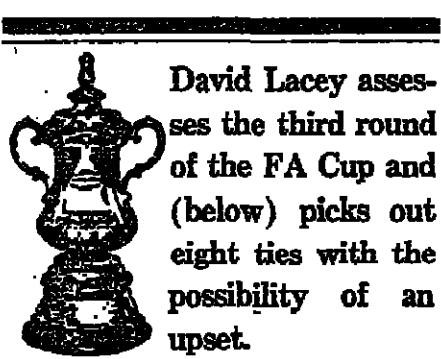 David Lacey asses-
ses the third round
of the FA Cup and
(below) picks out
eight ties with the
possibility of an
upset.